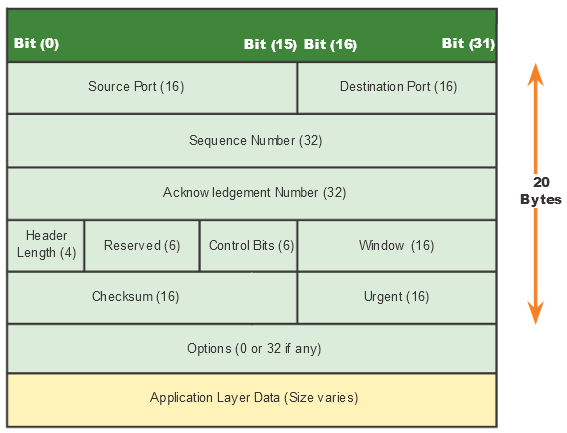 Bit (0) Bit (15) Bit (16) Bit (31)
Source Port (16) Destination Port (16)
Sequence Number (32)
20
Bytes
Acknowledgement Number (32)
Header
Length (4) Reserved (6) Control Bits (6) Window (16)
Checksum (16) Urgent (16)
Options (0 or 32 if any)
Application Layer Data (Size varies)